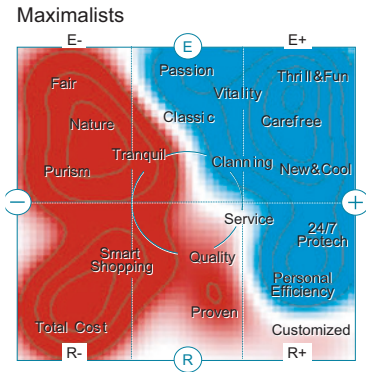 Maximalists
E-
E
E+
Passion
Thrill&Fun
Fair
Vitality
Classic
Carefree
Nature
Tranquil
Clanning
Purism
New&Cool
−
+
Service
24/7
Protech
Smart
Shopping
Quality
Personal
Efficiency
Proven
Total Cost
Customized
R-
R
R+